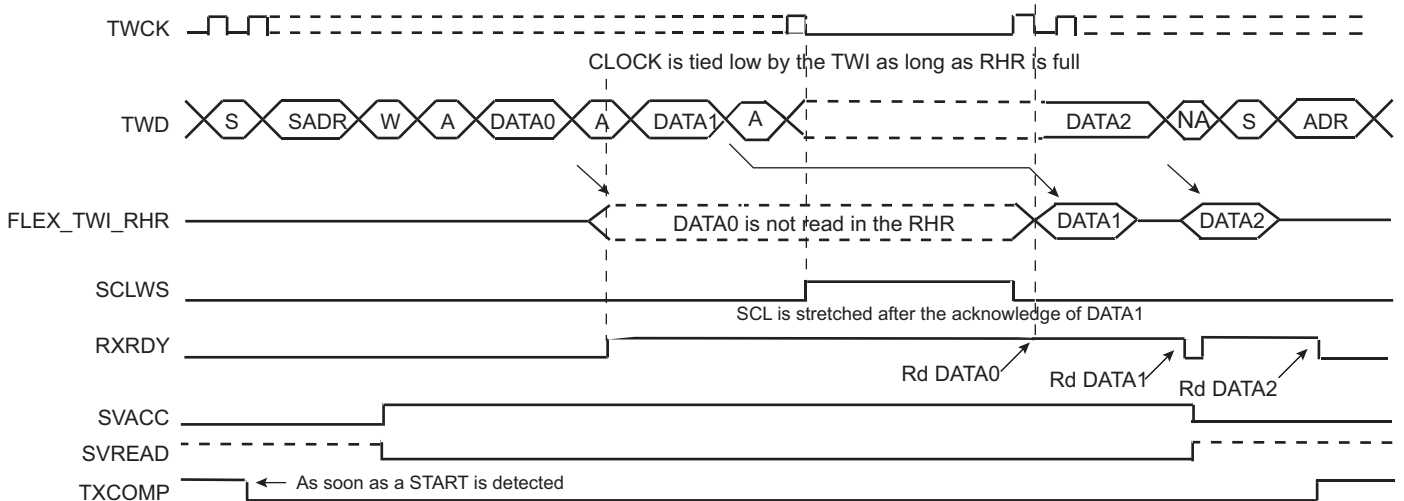 TWCK
CLOCK is tied low by the TWI as long as RHR is full
TWD S SADR W A DATA0 A DATA1 A DATA2 NA S ADR
FLEX_TWI_RHR DATA0 is not read in the RHR DATA1 DATA2
SCLWS
SCL is stretched after the acknowledge of DATA1
RXRDY
Rd DATA0 Rd DATA1 Rd DATA2
SVACC
SVREAD
TXCOMP As soon as a START is detected